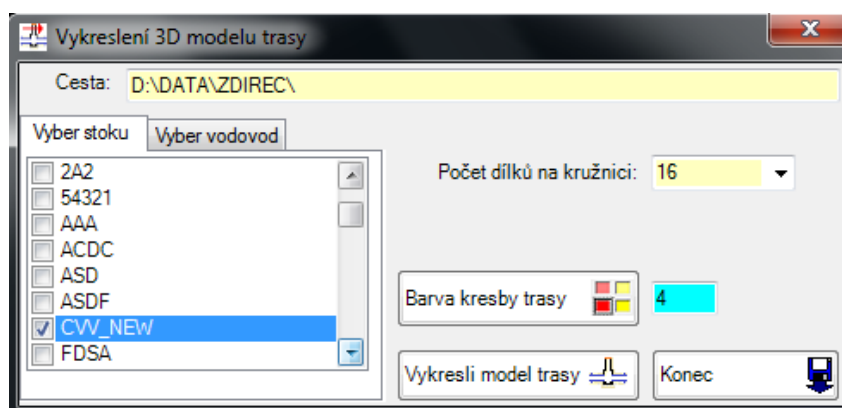 Vykreslení 3D modelu trasy
Cesta: D:\DATA\ZDIREC\
Vyber stoku Vyber vodovod
2A2
54321
AAA
ACDC
ASD
ASDF
CVV_NEW
FDSA
Počet dílků na kružnici: 16
Barva kresby trasy 4
Vykresli model trasy Konec